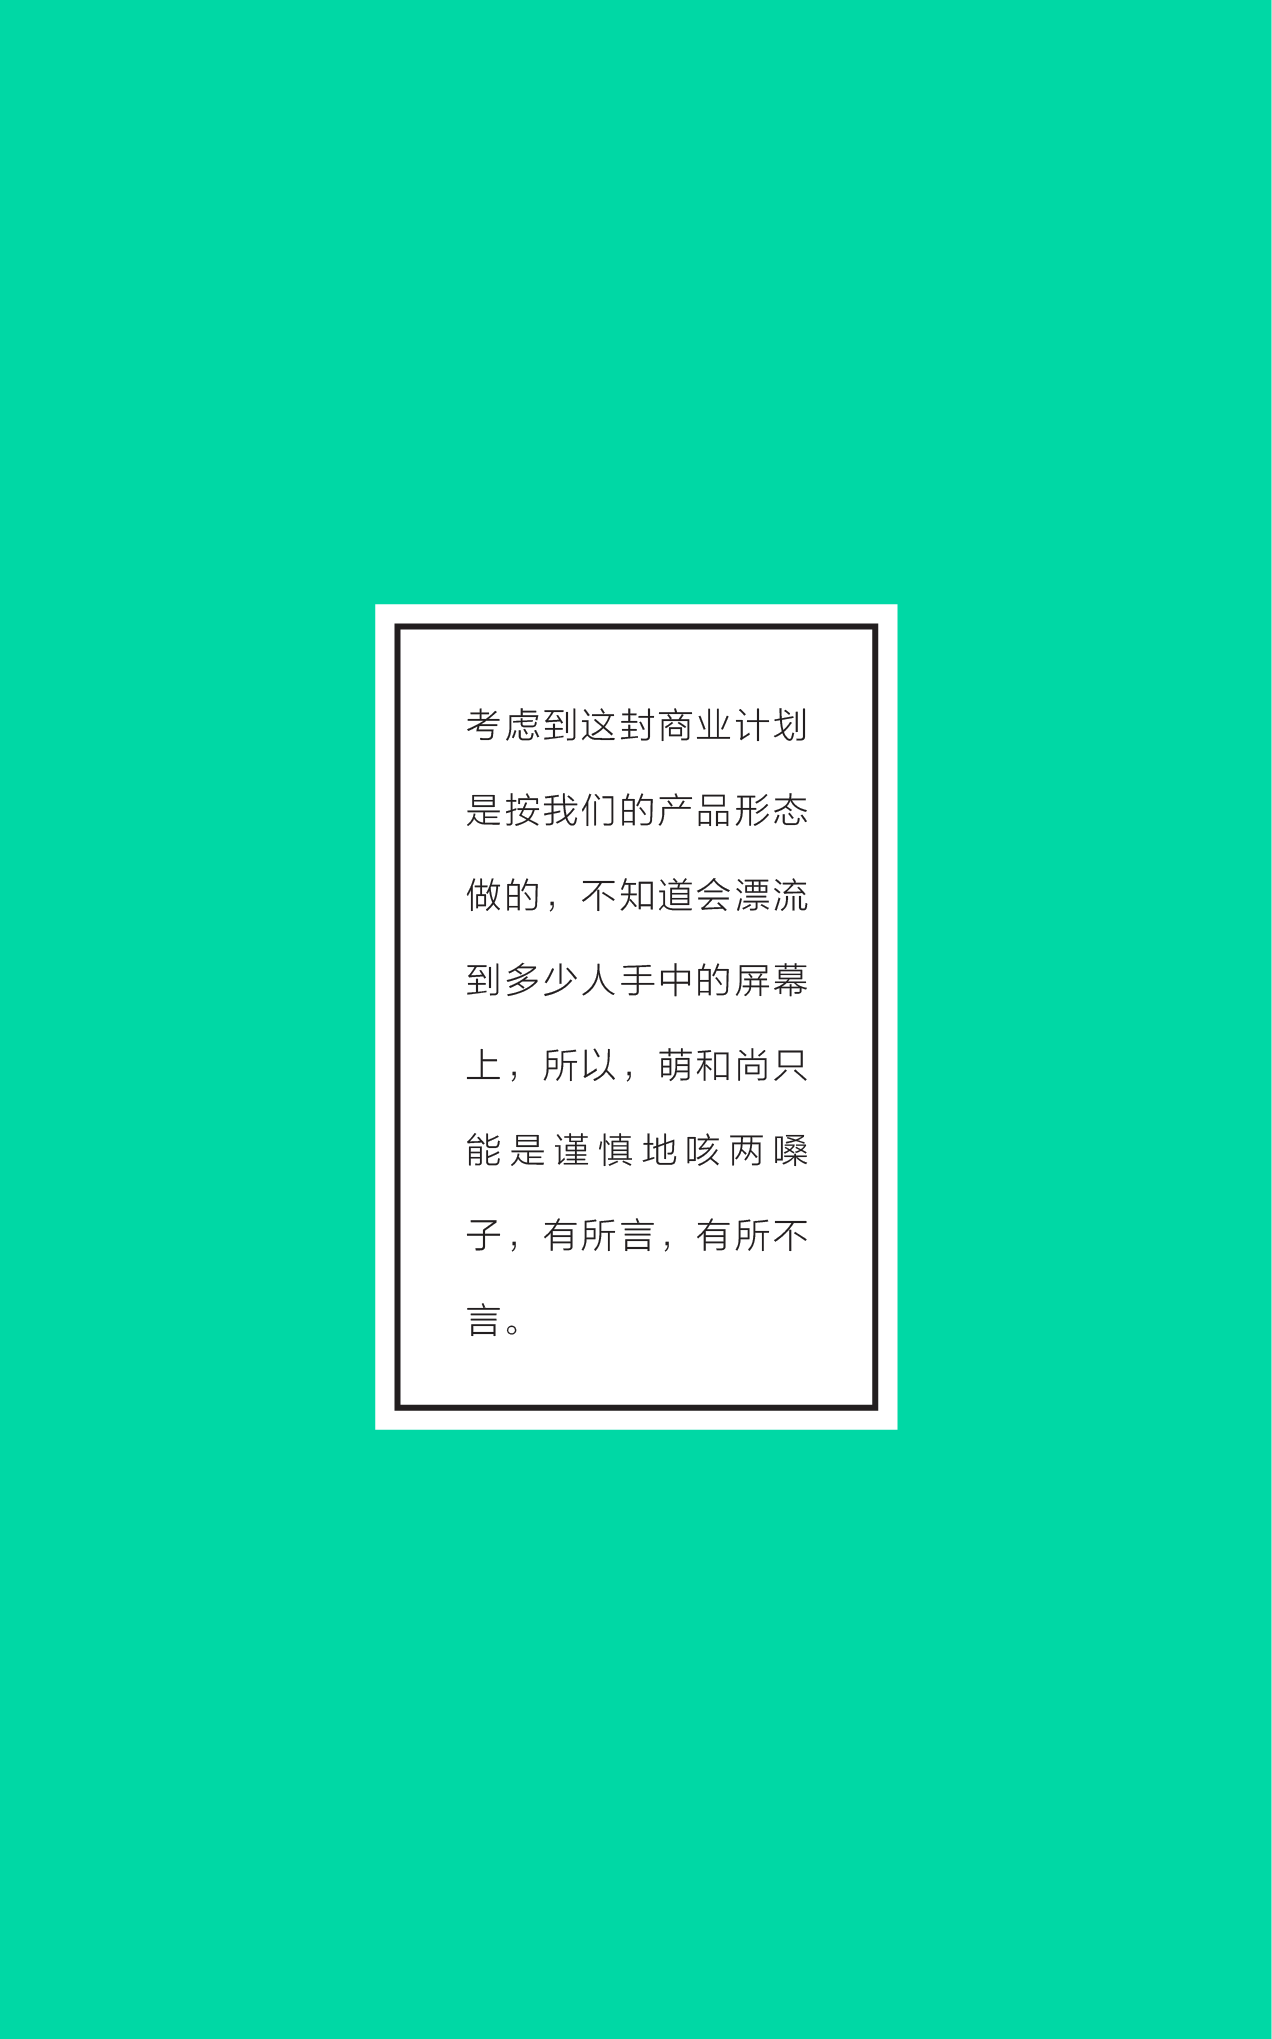 考虑到这封商业计划
是按我们的产品形态
做的，不知道会漂流
到多少人手中的屏幕
上，所以，萌和尚只
能是谨慎地咳两嗓
子，有所言，有所不
言。